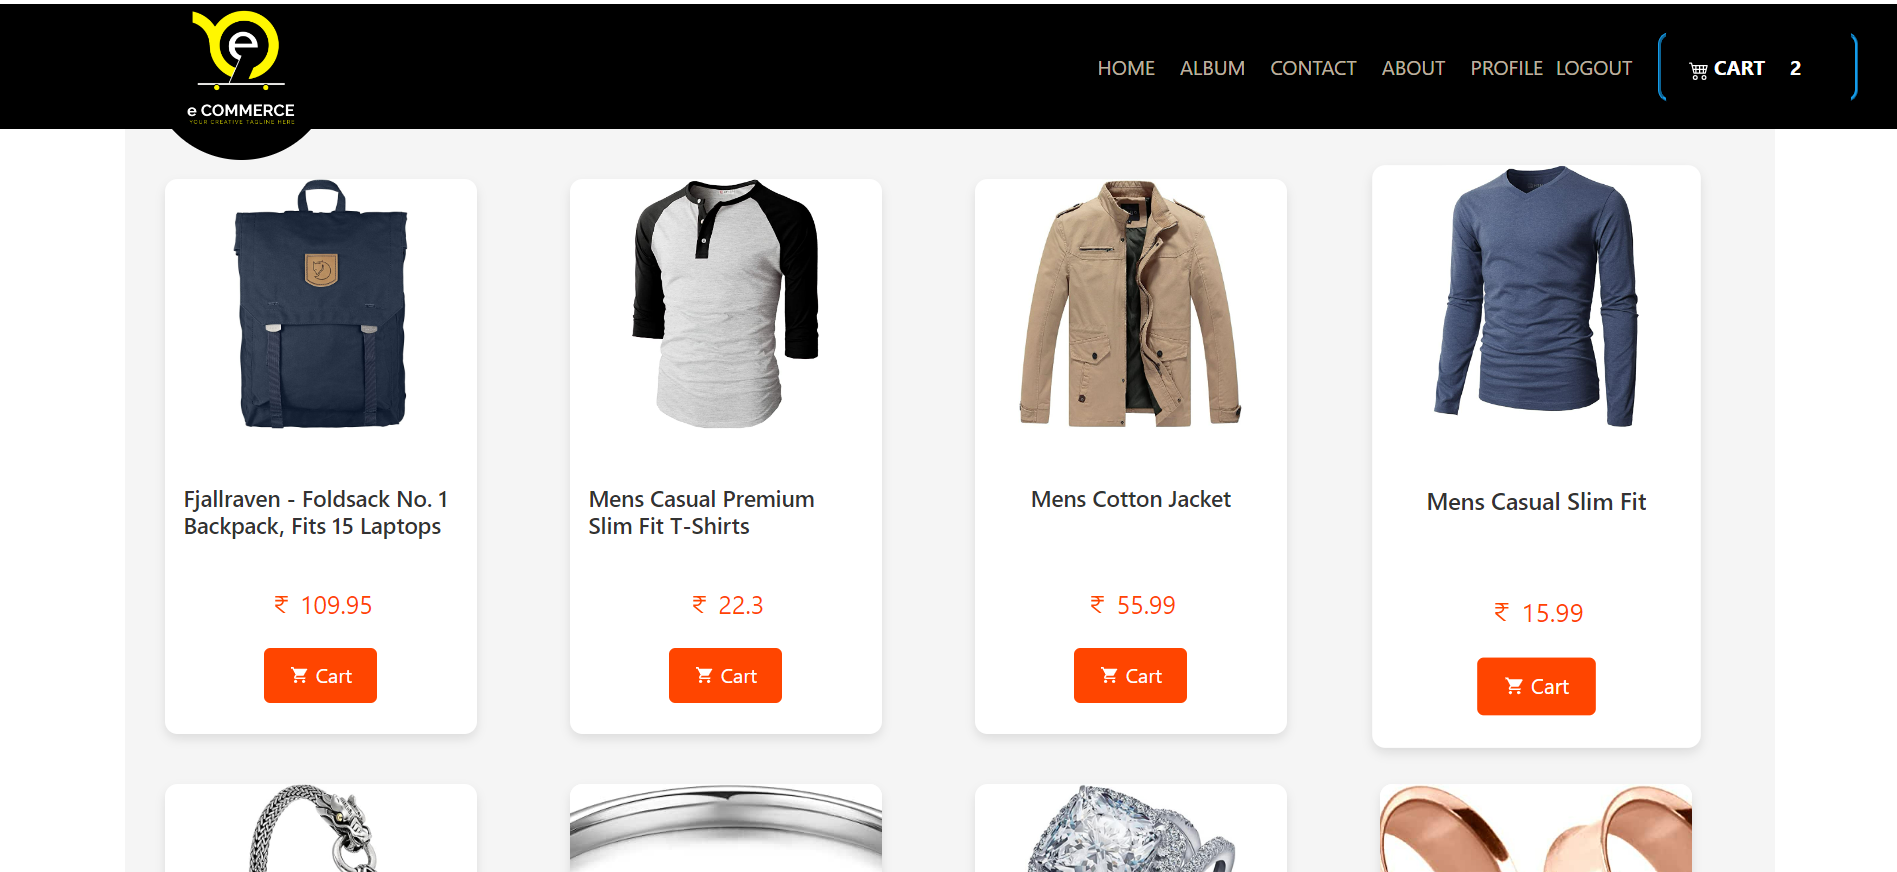 HOME ALBUM CONTACT ABOUT PROFILE LOGOUT CART 2
e
e COMMERCE
YOUR CREATIVE TAGLINE HERE
Fjallraven - Foldsack No. 1
Backpack, Fits 15 Laptops
Mens Casual Premium
Slim Fit T-Shirts
Mens Cotton Jacket
Mens Casual Slim Fit
₹ 109.95
₹ 22.3
₹ 55.99
₹ 15.99
Cart
Cart
Cart
Cart